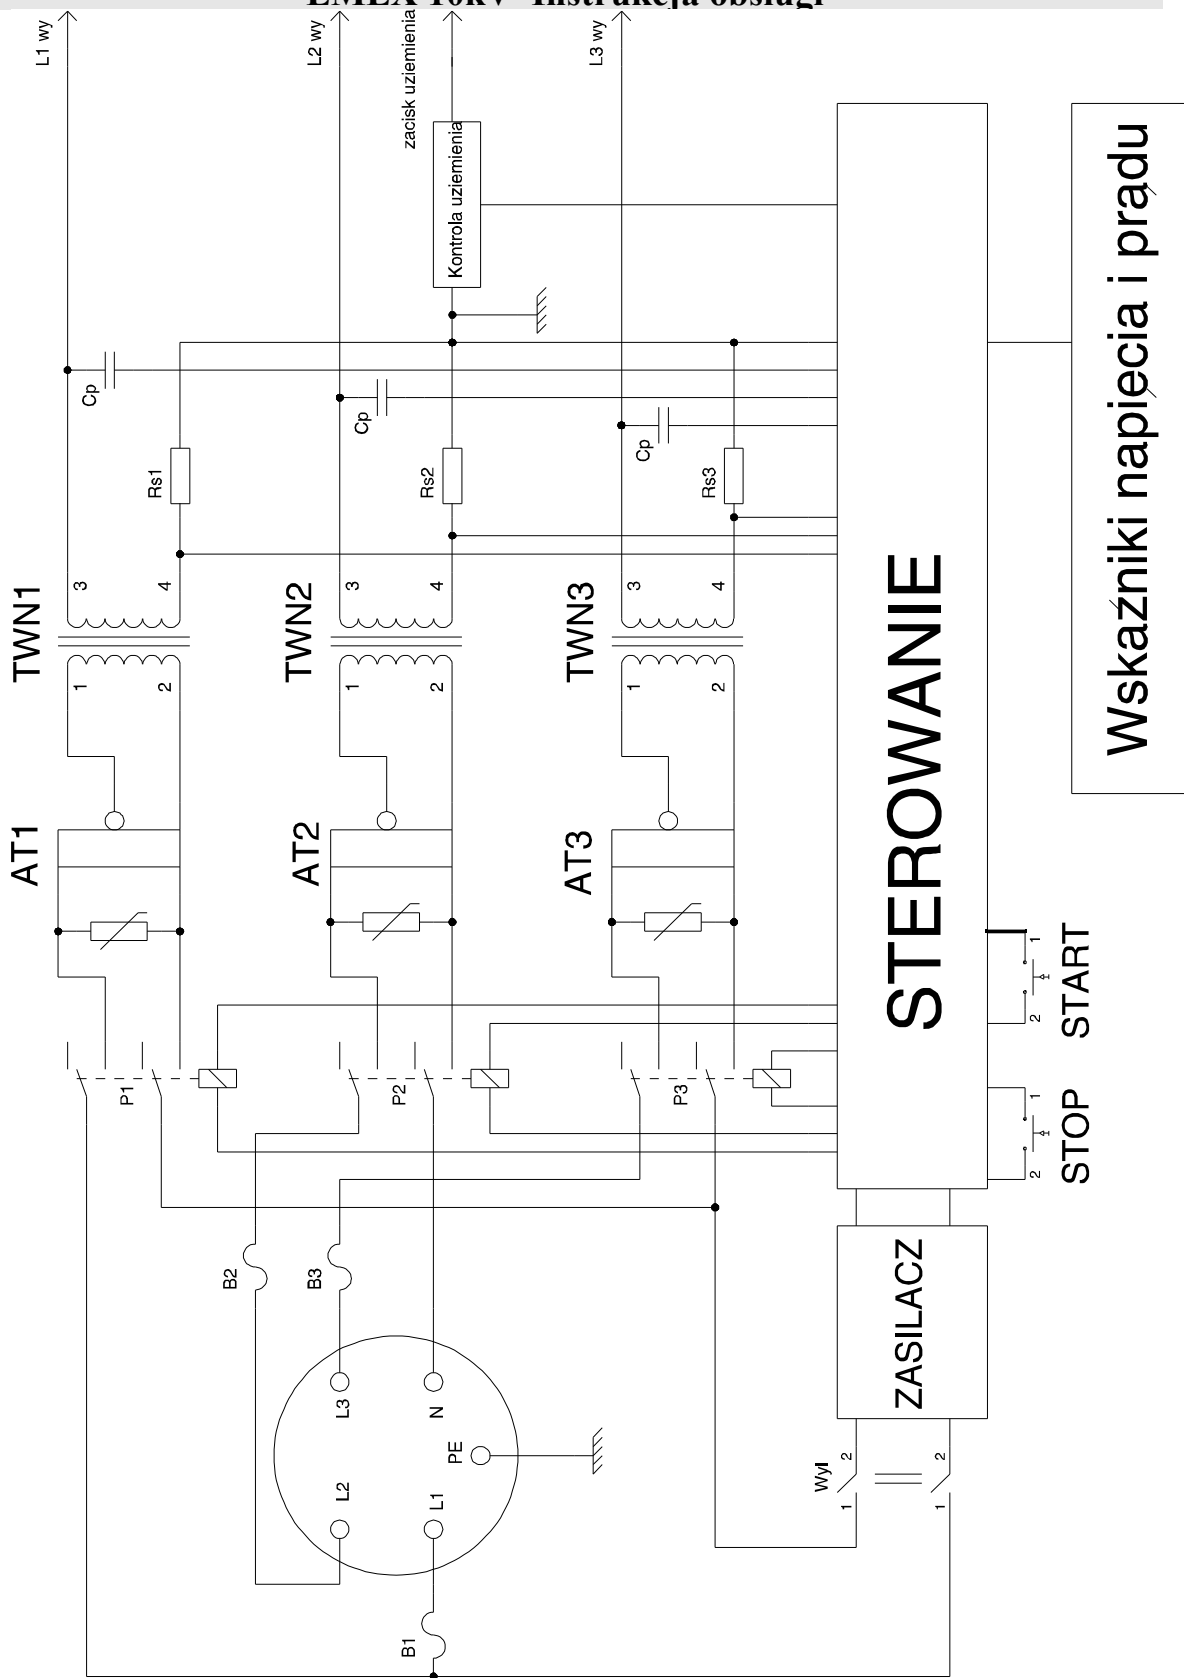 EMEX 10kV Instrukcja obsługi
L1 wy
L2 wy
zacisk uziemienia
L3 wy
Kontrola uziemienia
Cp
Cp
Cp
Rs1
Rs2
Rs3
TWN1
3
4
1
2
TWN2
3
4
1
2
TWN3
3
4
1
2
AT1
AT2
AT3
P1
P2
P3
B2
B3
L3
N
PE
L2
L1
B1
STEROWANIE
Wskaźniki napięcia i prądu
START
1
2
STOP
1
2
ZASILACZ
Wył
2
1
2
1